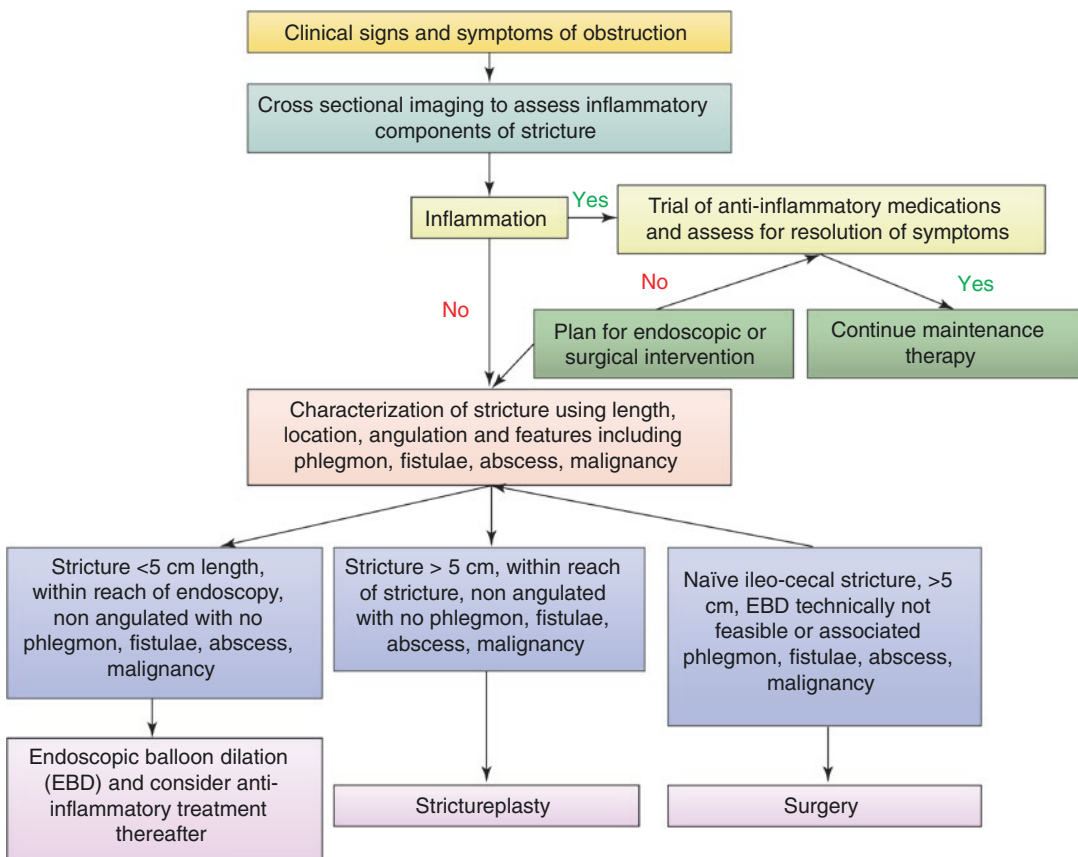 Clinical signs and symptoms of obstruction
Cross sectional imaging to assess inflammatory
components of stricture
Inflammation
Yes
Trial of anti-inflammatory medications
and assess for resolution of symptoms
No
No
Yes
Plan for endoscopic or
surgical intervention
Continue maintenance
therapy
Characterization of stricture using length,
location, angulation and features including
phlegmon, fistulae, abscess, malignancy
Stricture <5 cm length,
within reach of endoscopy,
non angulated with no
phlegmon, fistulae, abscess,
malignancy
Stricture > 5 cm, within reach
of stricture, non angulated
with no phlegmon, fistulae,
abscess, malignancy
Naïve ileo-cecal stricture, >5
cm, EBD technically not
feasible or associated
phlegmon, fistulae, abscess,
malignancy
Endoscopic balloon dilation
(EBD) and consider anti-
inflammatory treatment
thereafter
Strictureplasty
Surgery